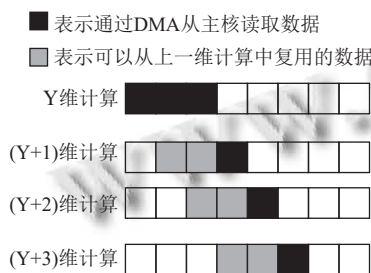 表示通过DMA从主核读取数据
表示可以从上一维计算中复用的数据
Y维计算
(Y+1)维计算
(Y+2)维计算
(Y+3)维计算